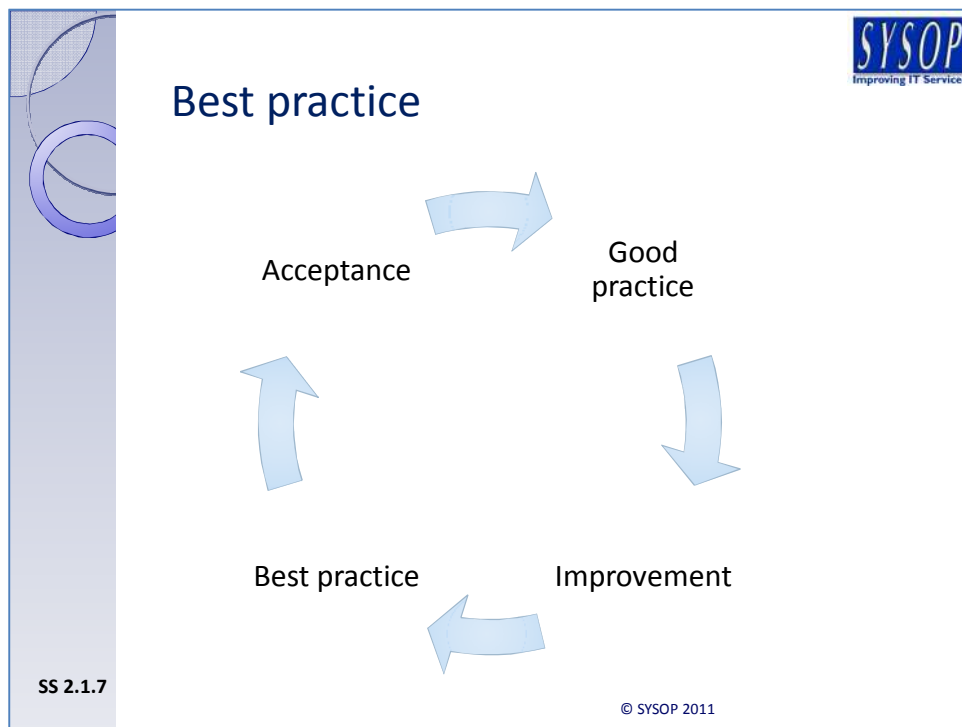 SYSOP
Improving IT Service
Best practice
Acceptance
Good
practice
Best practice
Improvement
SS 2.1.7
© SYSOP 2011